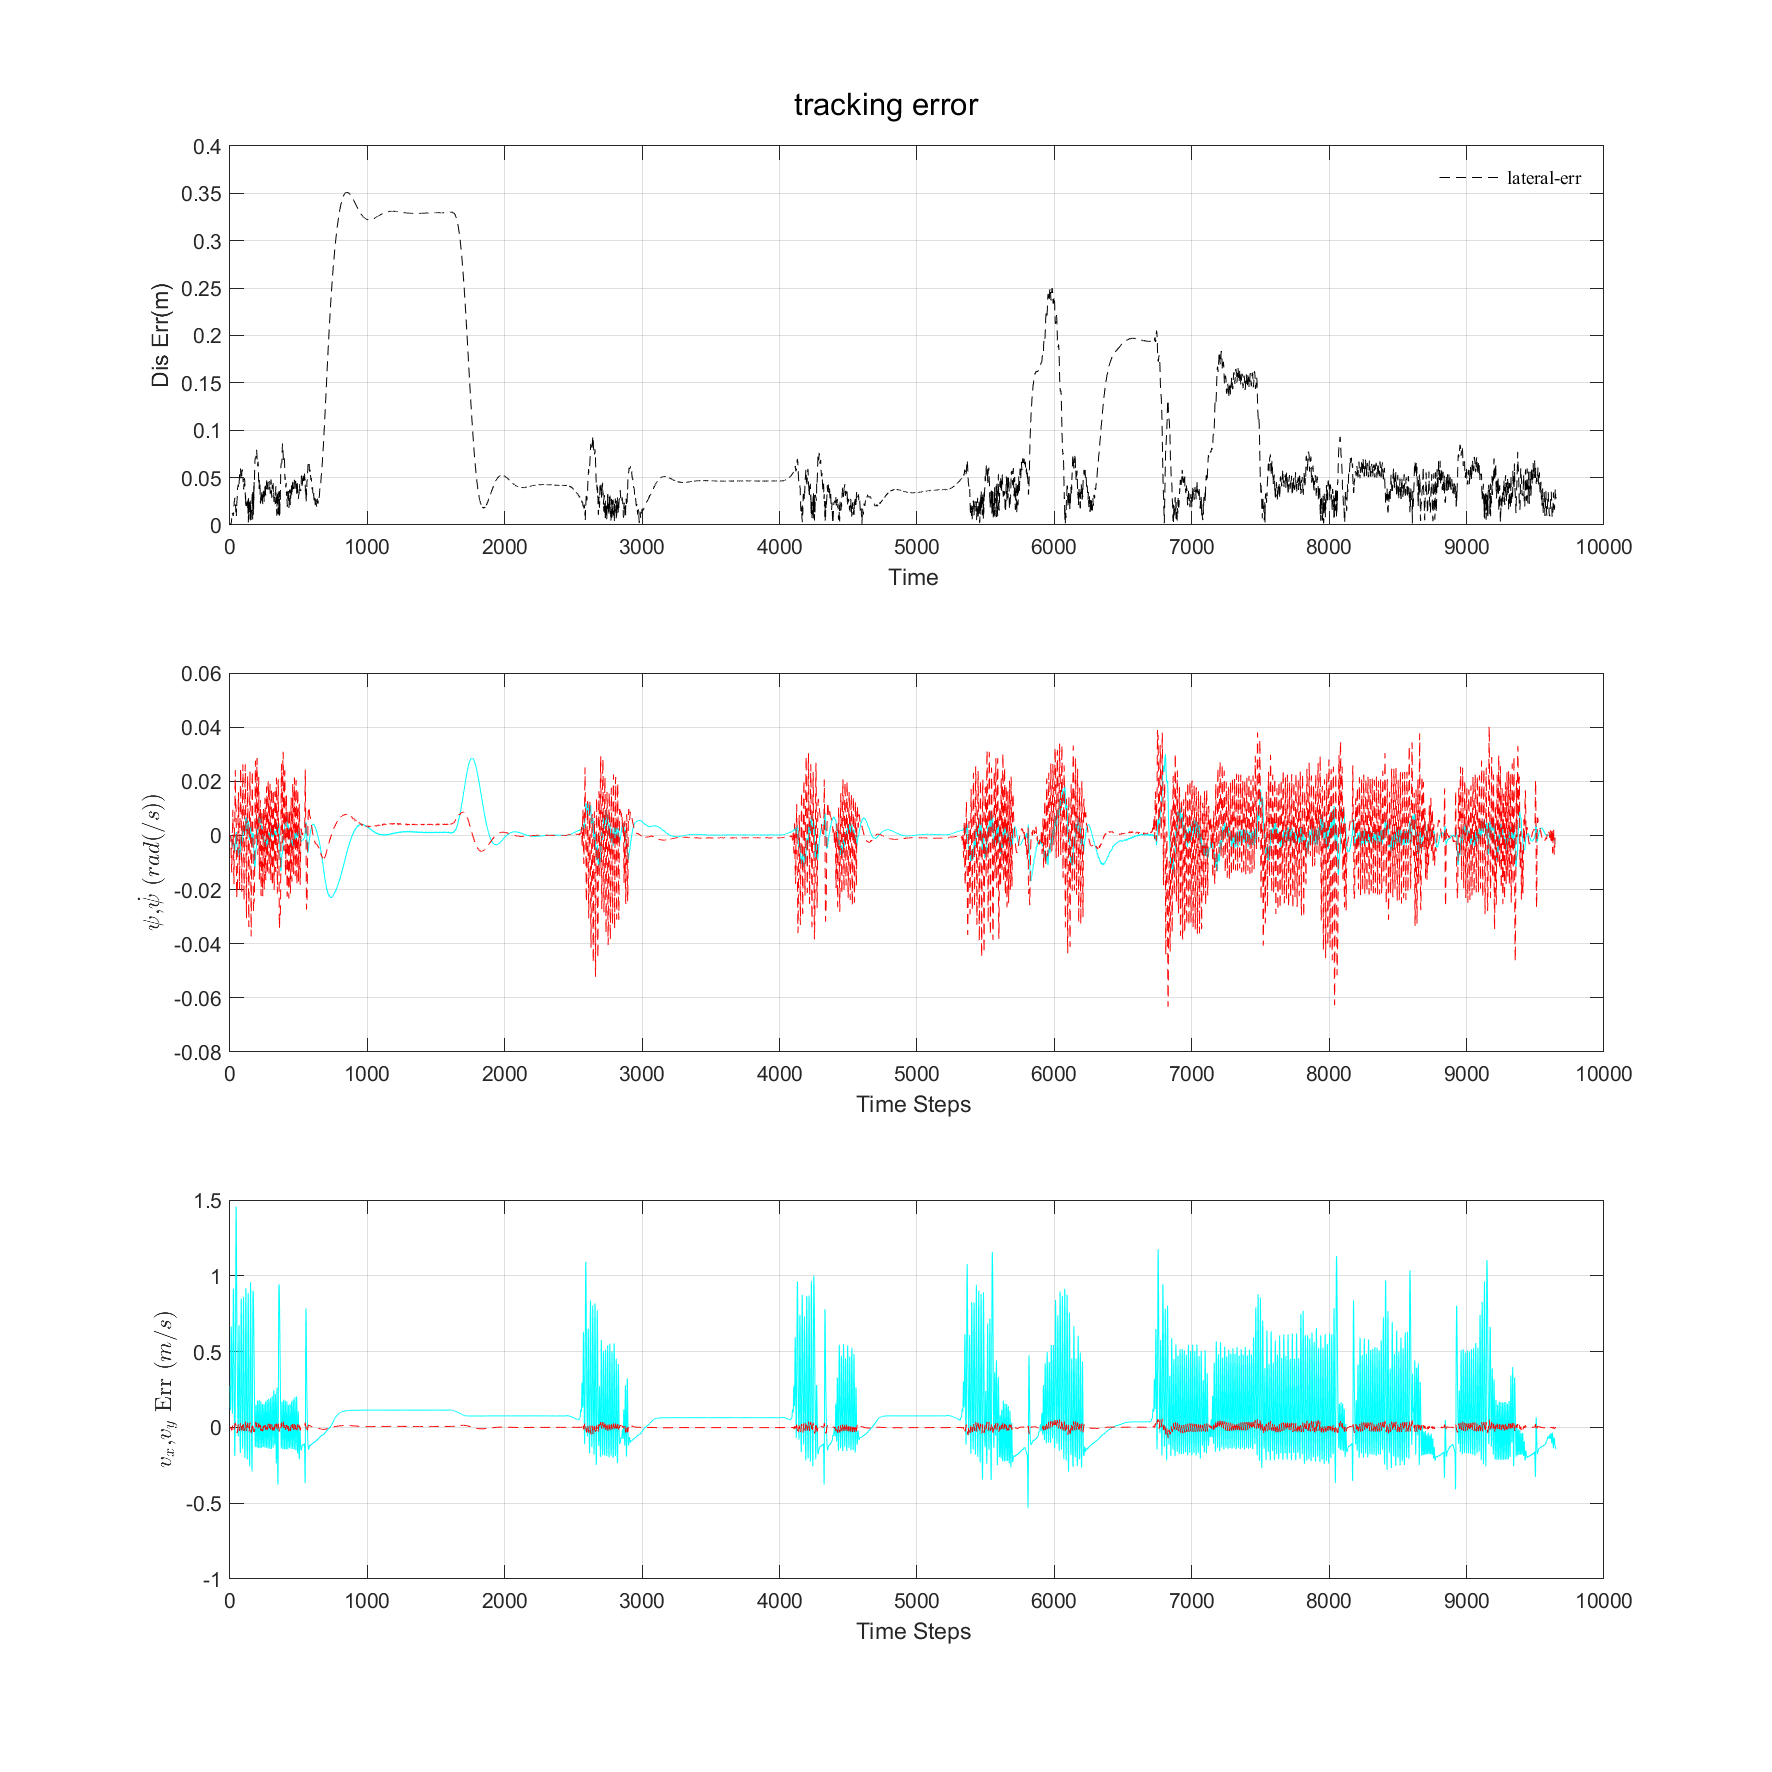 tracking error
0.4
0.35
0.3
0.25
0.2
0.15
0.1
0.05
0
Dis Err(m)
lateral-err
0 1000 2000 3000 4000 5000 6000 7000 8000 9000 10000
Time
0.06
0.04
0.02
0
-0.02
-0.04
-0.06
-0.08
ψ,ψ̇ (rad(/s))
0 1000 2000 3000 4000 5000 6000 7000 8000 9000 10000
Time Steps
1.5
1
0.5
0
-0.5
-1
vₓ,v_y Err (m/s)
0 1000 2000 3000 4000 5000 6000 7000 8000 9000 10000
Time Steps